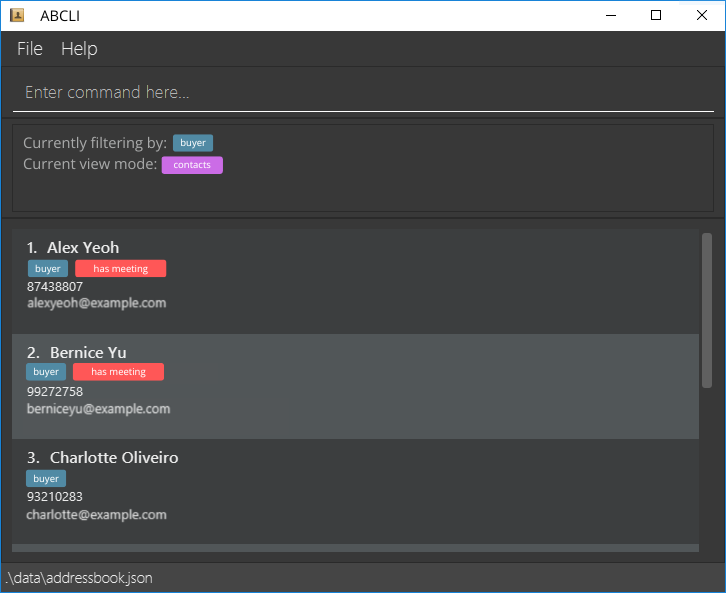 ABCLI
File Help
Enter command here...
Currently filtering by: buyer
Current view mode: contacts
1. Alex Yeoh
buyer has meeting
87438807
alexyeoh@example.com
2. Bernice Yu
buyer has meeting
99272758
berniceyu@example.com
3. Charlotte Oliveiro
buyer
93210283
charlotte@example.com
.\data\addressbook.json